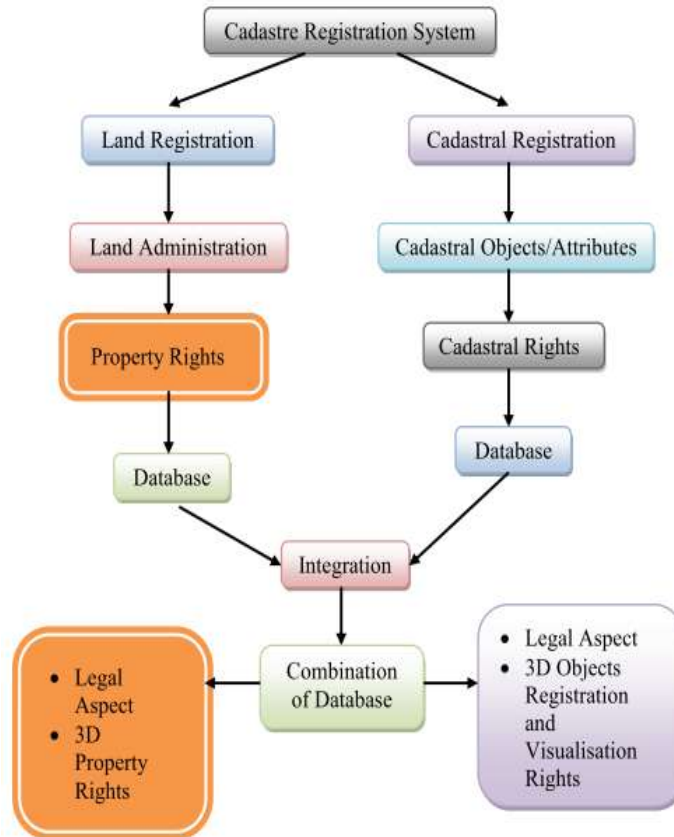 Cadastre Registration System
Land Registration
Cadastral Registration
Land Administration
Cadastral Objects/Attributes
Property Rights
Cadastral Rights
Database
Database
Integration
• Legal
Aspect
• 3D
Property
Rights
Combination
of Database
• Legal Aspect
• 3D Objects
Registration
and
Visualisation
Rights